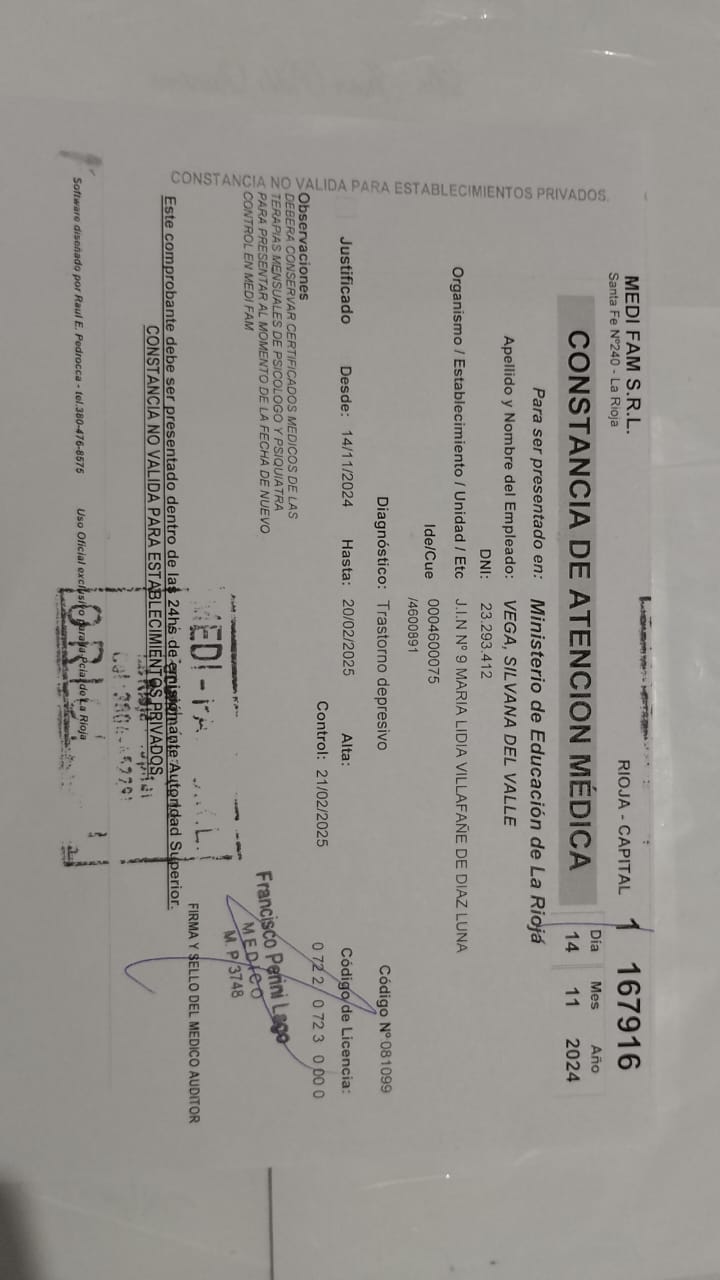 MEDI FAM S.R.L.
Santa Fe Nº240 - La Rioja
RIOJA - CAPITAL
1 167916
CONSTANCIA DE ATENCION MÉDICA
Día Mes Año
14 11 2024
Para ser presentado en: Ministerio de Educación de La Rioja
Apellido y Nombre del Empleado: VEGA, SILVANA DEL VALLE
DNI: 23.293.412
Organismo / Establecimiento / Unidad / Etc J.I.N Nº 9 MARIA LIDIA VILLAFAÑE DE DIAZ LUNA
Ide/Cue 0004600075
/4600891
Diagnóstico: Trastorno depresivo
Código Nº 081099
Justificado Desde: 14/11/2024 Hasta: 20/02/2025 Alta:
Código de Licencia:
Control: 21/02/2025
0 72 2 0 72 3 0 00 0
Observaciones
DEBERA CONSERVAR CERTIFICADOS MEDICOS DE LAS
TERAPIAS MENSUALES DE PSICOLOGO Y PSIQUIATRA
PARA PRESENTAR AL MOMENTO DE LA FECHA DE NUEVO
CONTROL EN MEDI FAM
Francisco Perini Lago
MEDICO
M. P. 3748
MEDI -
FIRMA Y SELLO DEL MEDICO AUDITOR
Este comprobante debe ser presentado dentro de las 24hs de emisión ante Autoridad Superior.
CONSTANCIA NO VALIDA PARA ESTABLECIMIENTOS PRIVADOS.
Software diseñado por Raul E. Pedrocca - tel.380-476-8575 Uso Oficial exclusivo para Pcia. de La Rioja
CONSTANCIA NO VALIDA PARA ESTABLECIMIENTOS PRIVADOS.